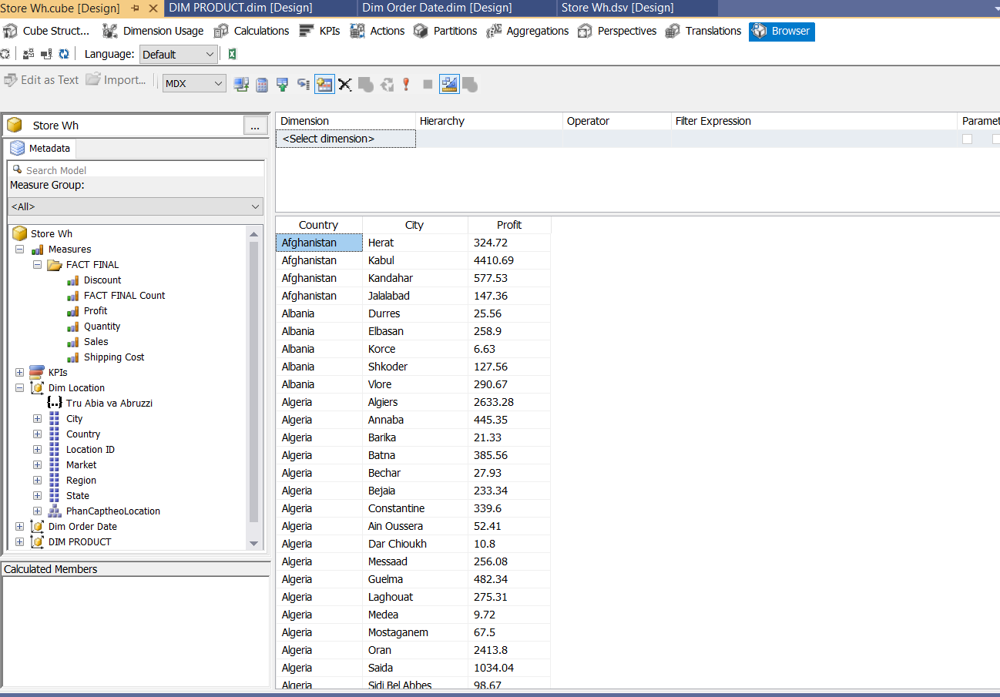 Store Wh.cube [Design] DIM PRODUCT.dim [Design] Dim Order Date.dim [Design] Store Wh.dsv [Design]
Cube Struct... Dimension Usage Calculations KPIs Actions Partitions Aggregations Perspectives Translations Browser
Language: Default
Edit as Text Import... MDX
Store Wh ...
Metadata
Search Model
Measure Group:
<All>
Store Wh
Measures
FACT FINAL
Discount
FACT FINAL Count
Profit
Quantity
Sales
Shipping Cost
KPIs
Dim Location
Tru Abia va Abruzzi
City
Country
Location ID
Market
Region
State
PhanCaptheoLocation
Dim Order Date
DIM PRODUCT
Calculated Members
Dimension Hierarchy Operator Filter Expression Paramet
<Select dimension>
Country City Profit
Afghanistan Herat 324.72
Afghanistan Kabul 4410.69
Afghanistan Kandahar 577.53
Afghanistan Jalalabad 147.36
Albania Durres 25.56
Albania Elbasan 258.9
Albania Korce 6.63
Albania Shkoder 127.56
Albania Vlore 290.67
Algeria Algiers 2633.28
Algeria Annaba 445.35
Algeria Barika 21.33
Algeria Batna 385.56
Algeria Bechar 27.93
Algeria Bejaia 233.34
Algeria Constantine 339.6
Algeria Ain Oussera 52.41
Algeria Dar Chioukh 10.8
Algeria Messaad 256.08
Algeria Guelma 482.34
Algeria Laghouat 275.31
Algeria Medea 9.72
Algeria Mostaganem 67.5
Algeria Oran 2413.8
Algeria Saida 1034.04
Algeria Sidi Bel Abbes 98.67